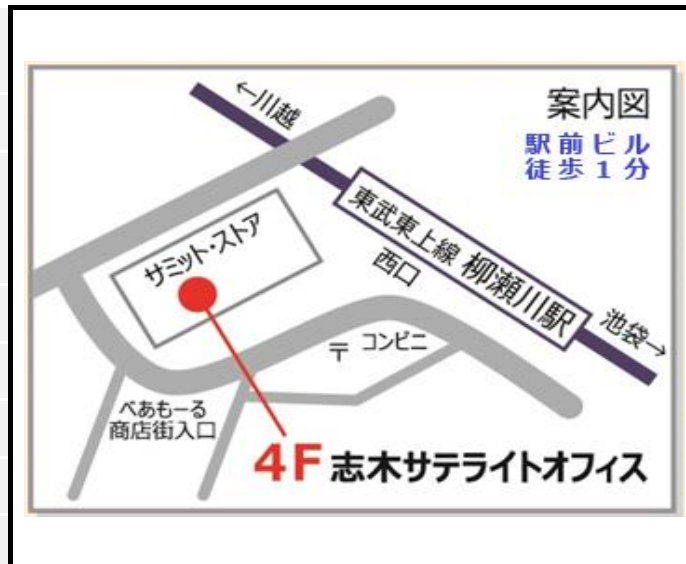 ←川越
案内図
駅前ビル
徒歩1分
東武東上線 柳瀬川駅
西口
サミット・ストア
池袋→
〒 コンビニ
ぺあもーる
商店街入口
4F 志木サテライトオフィス